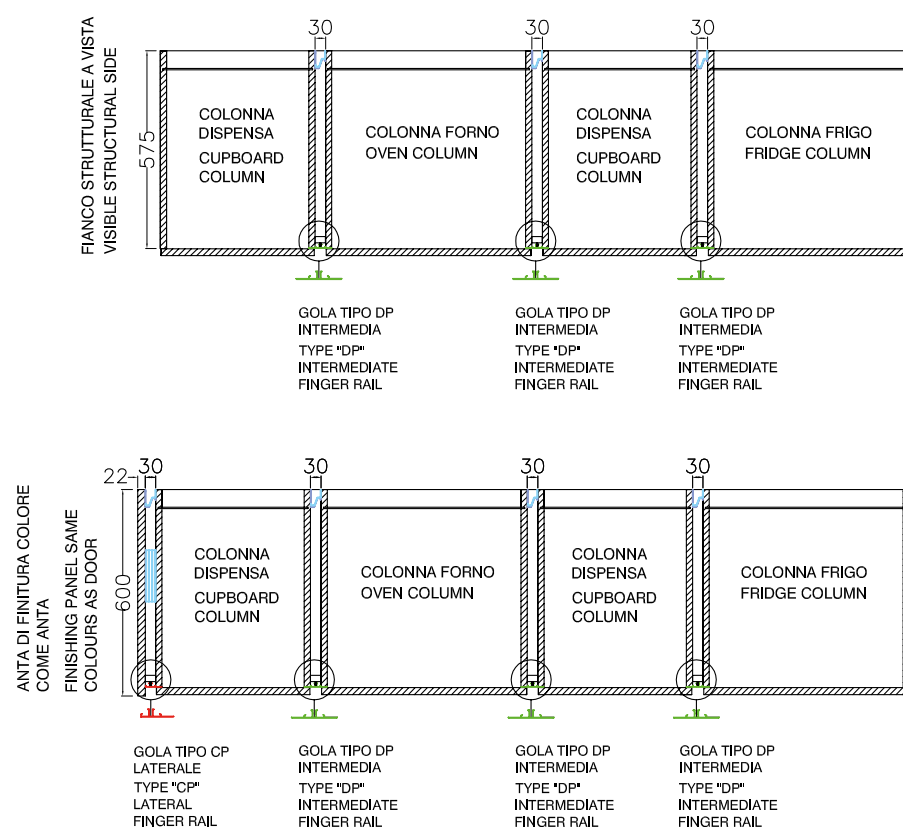 30
30
30
FIANCO STRUTTURALE A VISTA
VISIBLE STRUCTURAL SIDE
575
COLONNA
DISPENSA
CUPBOARD
COLUMN
COLONNA FORNO
OVEN COLUMN
COLONNA
DISPENSA
CUPBOARD
COLUMN
COLONNA FRIGO
FRIDGE COLUMN
GOLA TIPO DP
INTERMEDIA
TYPE "DP"
INTERMEDIATE
FINGER RAIL
GOLA TIPO DP
INTERMEDIA
TYPE "DP"
INTERMEDIATE
FINGER RAIL
GOLA TIPO DP
INTERMEDIA
TYPE "DP"
INTERMEDIATE
FINGER RAIL
22
30
30
30
30
ANTA DI FINITURA COLORE
COME ANTA
FINISHING PANEL SAME
COLOURS AS DOOR
600
COLONNA
DISPENSA
CUPBOARD
COLUMN
COLONNA FORNO
OVEN COLUMN
COLONNA
DISPENSA
CUPBOARD
COLUMN
COLONNA FRIGO
FRIDGE COLUMN
GOLA TIPO CP
LATERALE
TYPE "CP"
LATERAL
FINGER RAIL
GOLA TIPO DP
INTERMEDIA
TYPE "DP"
INTERMEDIATE
FINGER RAIL
GOLA TIPO DP
INTERMEDIA
TYPE "DP"
INTERMEDIATE
FINGER RAIL
GOLA TIPO DP
INTERMEDIA
TYPE "DP"
INTERMEDIATE
FINGER RAIL